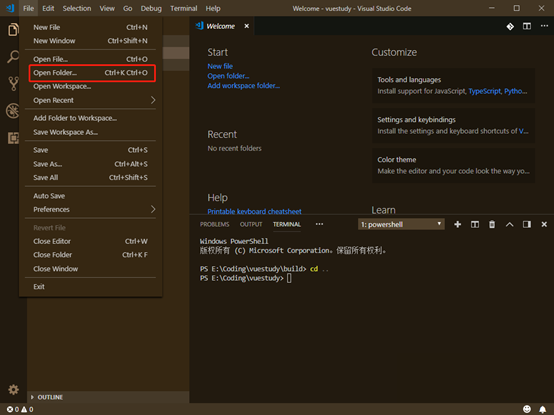 File Edit Selection View Go Debug Terminal Help
Welcome - vuestudy - Visual Studio Code
New File Ctrl+N
New Window Ctrl+Shift+N
Open File... Ctrl+O
Open Folder... Ctrl+K Ctrl+O
Open Workspace...
Open Recent
Add Folder to Workspace...
Save Workspace As...
Save Ctrl+S
Save As... Ctrl+Alt+S
Save All Ctrl+Shift+S
Auto Save
Preferences
Revert File
Close Editor Ctrl+W
Close Folder Ctrl+K F
Close Window
Exit
OUTLINE
Welcome
Start
New file
Open folder...
Add workspace folder...
Recent
No recent folders
Help
Printable keyboard cheatsheet
Customize
Tools and languages
Install support for JavaScript, TypeScript, Pytho...
Settings and keybindings
Install the settings and keyboard shortcuts of V...
Color theme
Make the editor and your code look the way yo...
Learn
PROBLEMS OUTPUT TERMINAL ••• 1: powershell
Windows PowerShell
版权所有 (C) Microsoft Corporation。保留所有权利。
PS E:\Coding\vuestudy\build> cd ..
PS E:\Coding\vuestudy>
0 0